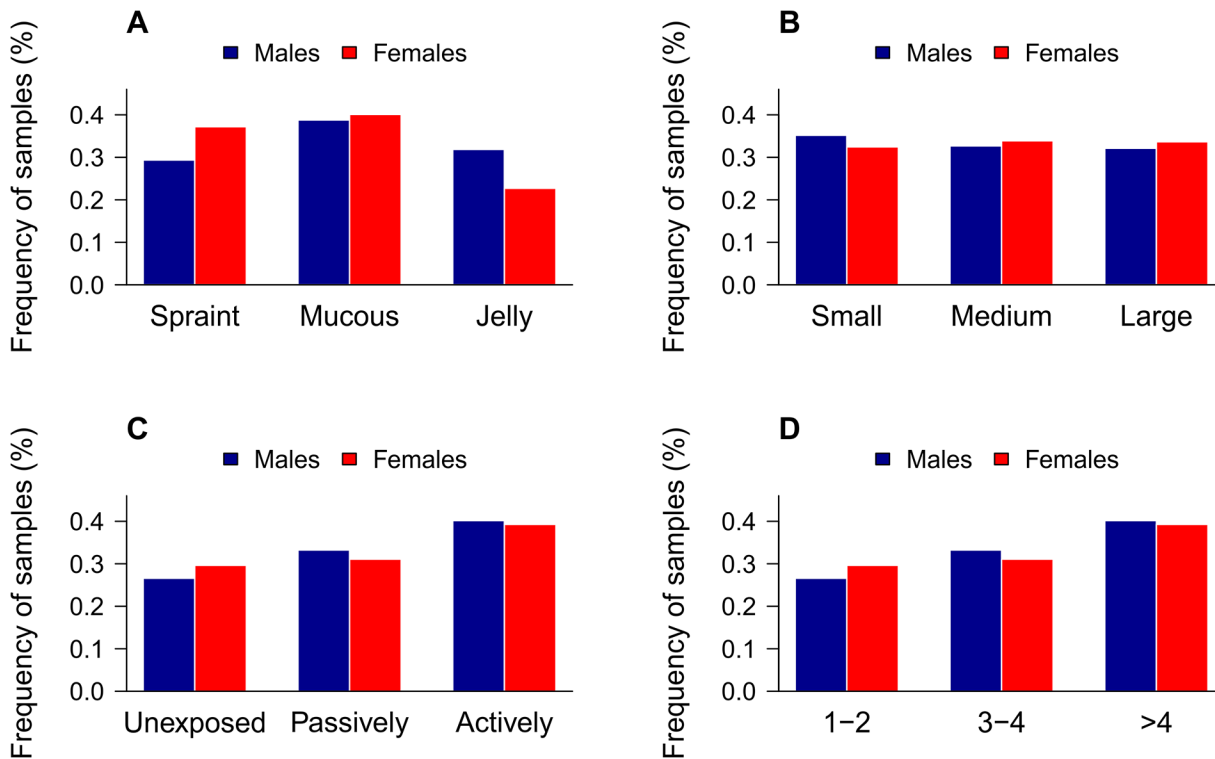 A
Males Females
Frequency of samples (%)
0.4
0.3
0.2
0.1
0.0
Spraint Mucous Jelly
B
Males Females
Frequency of samples (%)
0.4
0.3
0.2
0.1
0.0
Small Medium Large
C
Males Females
Frequency of samples (%)
0.4
0.3
0.2
0.1
0.0
Unexposed Passively Actively
D
Males Females
Frequency of samples (%)
0.4
0.3
0.2
0.1
0.0
1−2 3−4 >4